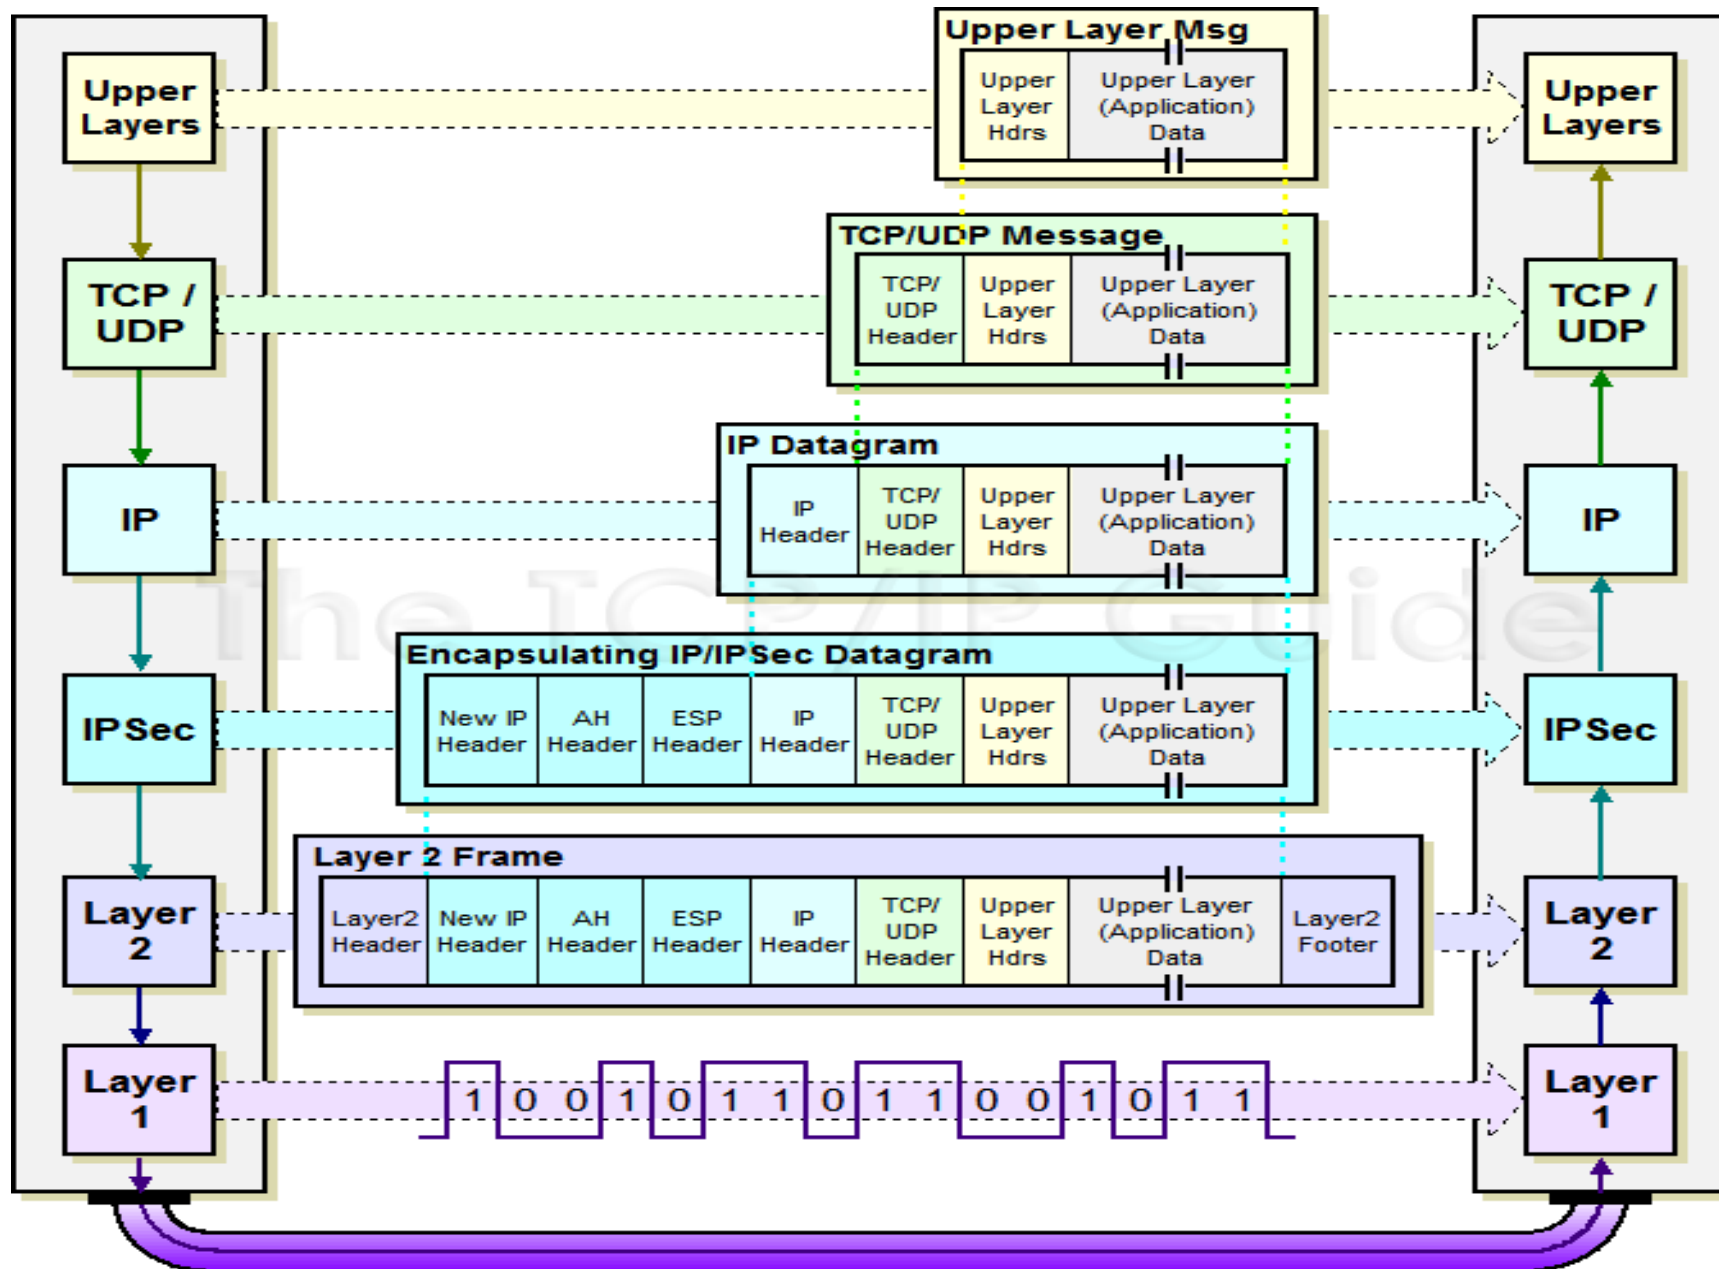 Upper Layer Msg
Upper
Layers
Upper
Layer
Hdrs
Upper Layer
(Application)
Data
Upper
Layers
TCP/UDP Message
TCP /
UDP
TCP/
UDP
Header
Upper
Layer
Hdrs
Upper Layer
(Application)
Data
TCP /
UDP
IP Datagram
IP
IP
Header
TCP/
UDP
Header
Upper
Layer
Hdrs
Upper Layer
(Application)
Data
IP
The TCP/IP Guide
Encapsulating IP/IPSec Datagram
IPSec
New IP
Header
AH
Header
ESP
Header
IP
Header
TCP/
UDP
Header
Upper
Layer
Hdrs
Upper Layer
(Application)
Data
IPSec
Layer 2 Frame
Layer
2
Layer2
Header
New IP
Header
AH
Header
ESP
Header
IP
Header
TCP/
UDP
Header
Upper
Layer
Hdrs
Upper Layer
(Application)
Data
Layer2
Footer
Layer
2
Layer
1
1 0 0 1 0 1 1 0 1 1 0 0 1 0 1 1
Layer
1